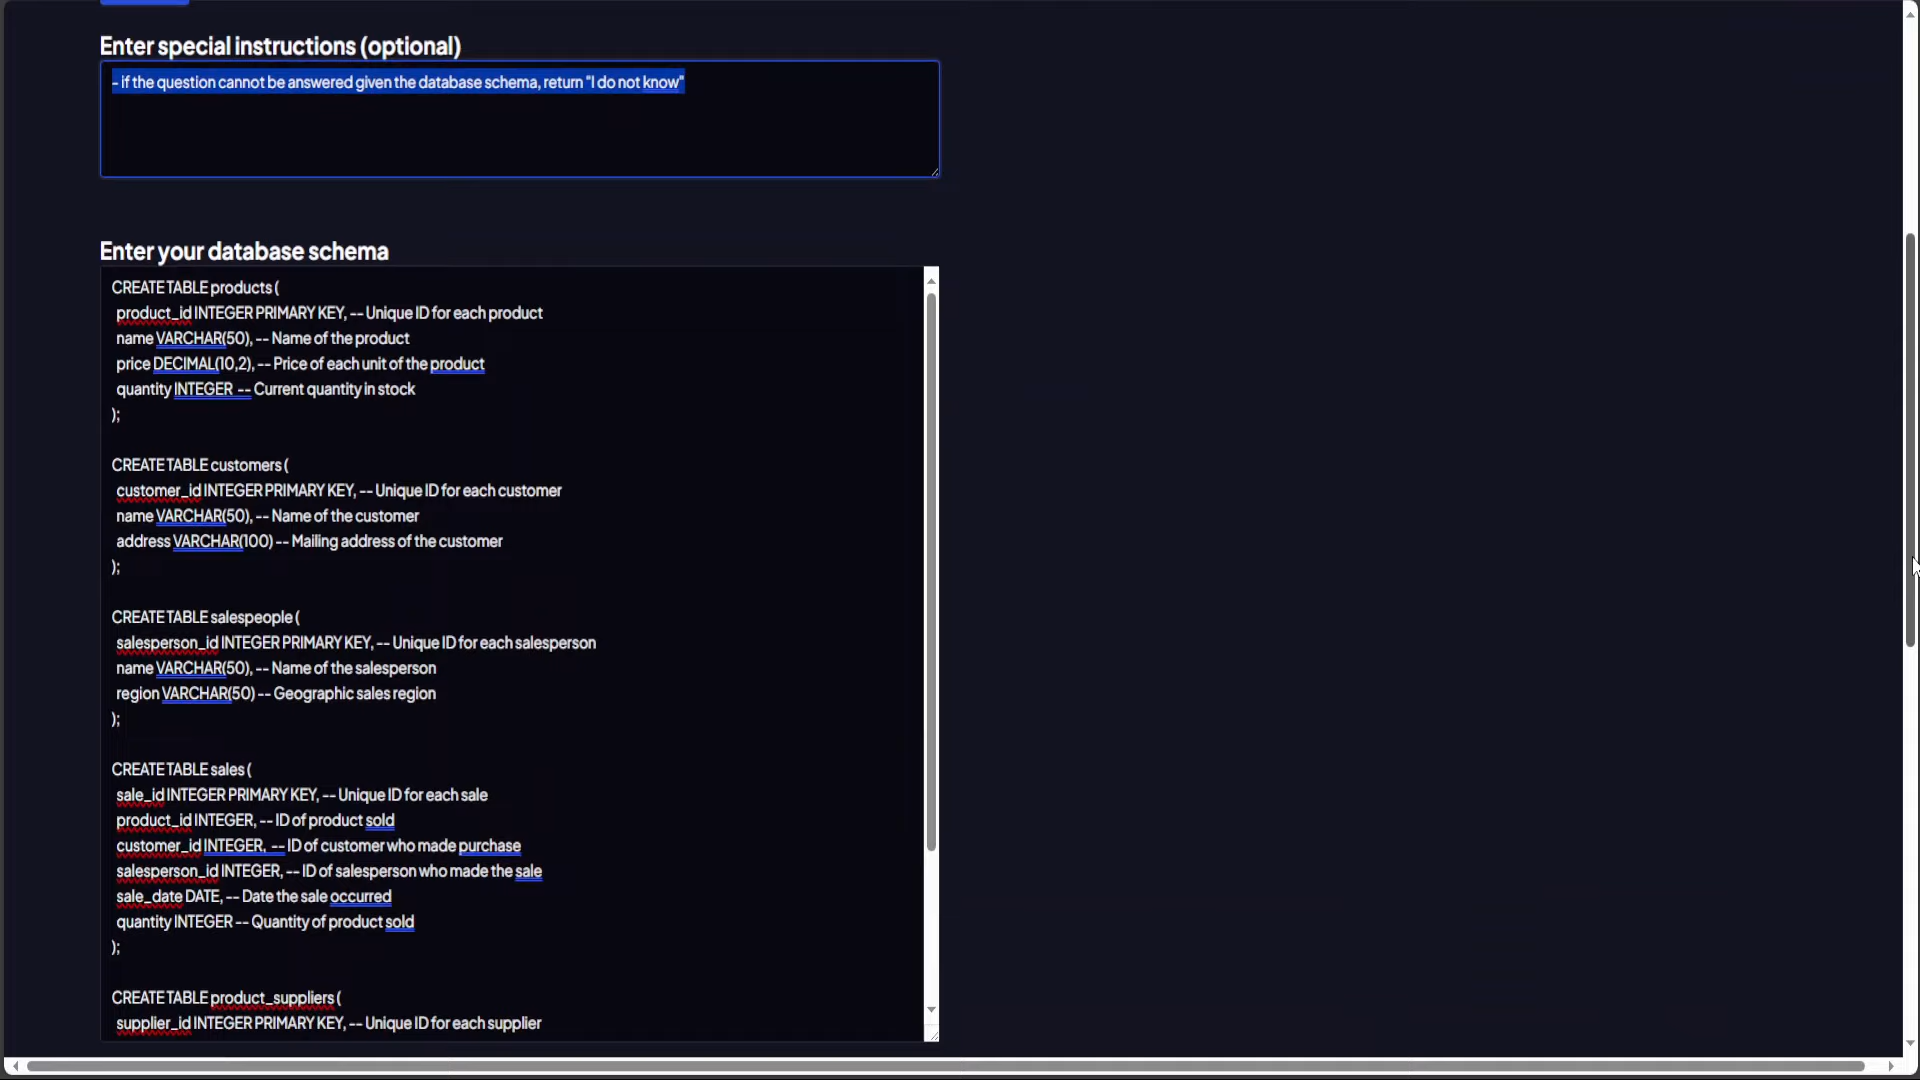 Enter special instructions (optional)
- if the question cannot be answered given the database schema, return "I do not know"
Enter your database schema
CREATE TABLE products (
product_id INTEGER PRIMARY KEY, -- Unique ID for each product
name VARCHAR(50), -- Name of the product
price DECIMAL(10,2), -- Price of each unit of the product
quantity INTEGER -- Current quantity in stock
);
CREATE TABLE customers (
customer_id INTEGER PRIMARY KEY, -- Unique ID for each customer
name VARCHAR(50), -- Name of the customer
address VARCHAR(100) -- Mailing address of the customer
);
CREATE TABLE salespeople (
salesperson_id INTEGER PRIMARY KEY, -- Unique ID for each salesperson
name VARCHAR(50), -- Name of the salesperson
region VARCHAR(50) -- Geographic sales region
);
CREATE TABLE sales (
sale_id INTEGER PRIMARY KEY, -- Unique ID for each sale
product_id INTEGER, -- ID of product sold
customer_id INTEGER, -- ID of customer who made purchase
salesperson_id INTEGER, -- ID of salesperson who made the sale
sale_date DATE, -- Date the sale occurred
quantity INTEGER -- Quantity of product sold
);
CREATE TABLE product_suppliers (
supplier_id INTEGER PRIMARY KEY, -- Unique ID for each supplier